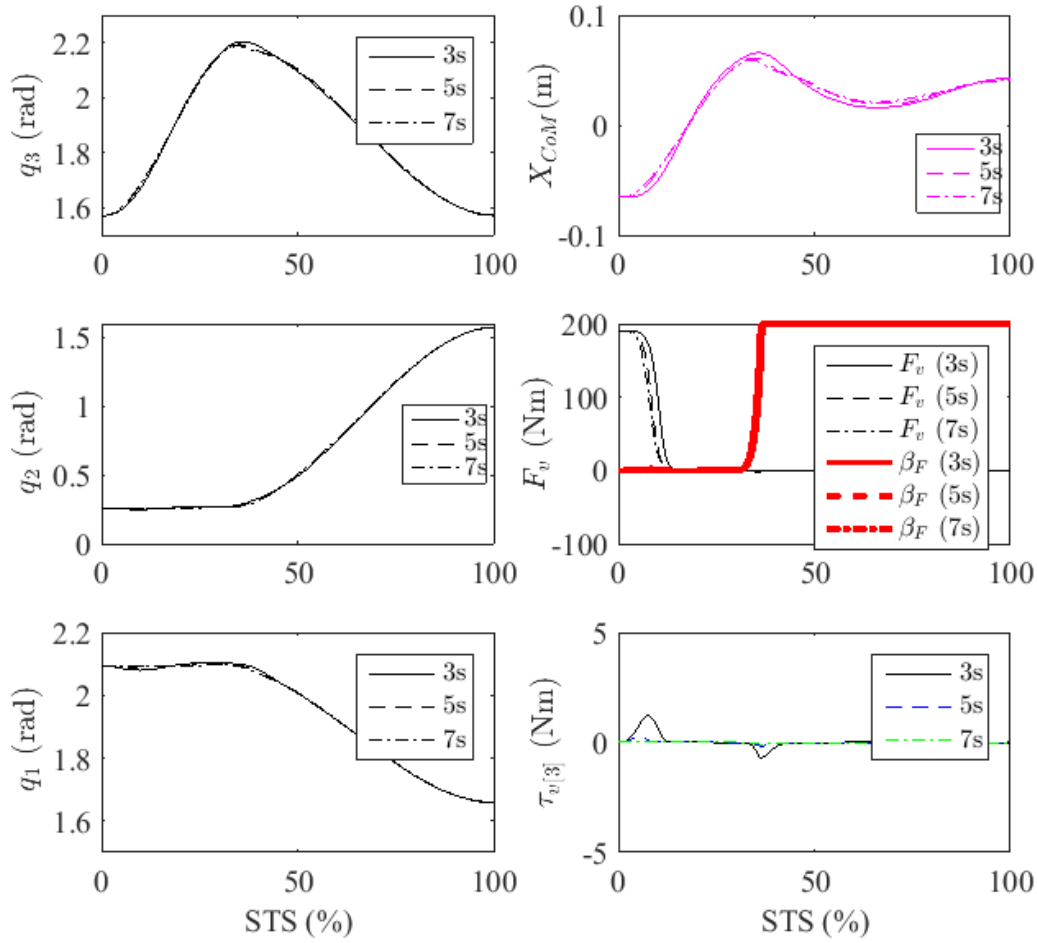 q3 (rad)
2.2
2
1.8
1.6
0
50
100
3s
5s
7s
X_CoM (m)
0.1
0
-0.1
0
50
100
3s
5s
7s
q2 (rad)
1.5
1
0.5
0
0
50
100
3s
5s
7s
F_v (Nm)
200
100
0
-100
0
50
100
F_v (3s)
F_v (5s)
F_v (7s)
β_F (3s)
β_F (5s)
β_F (7s)
q1 (rad)
2.2
2
1.8
1.6
0
50
100
STS (%)
3s
5s
7s
τ_v[3] (Nm)
5
0
-5
0
50
100
STS (%)
3s
5s
7s